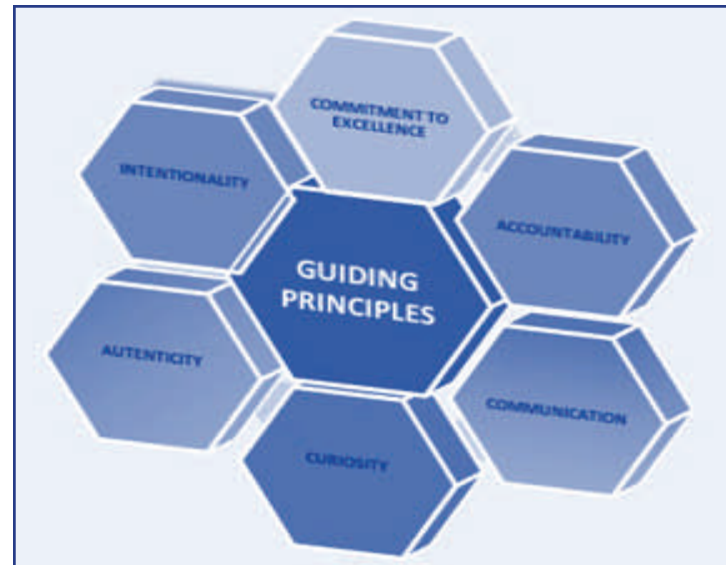 COMMITMENT TO
EXCELLENCE
INTENTIONALITY
ACCOUNTABILITY
GUIDING
PRINCIPLES
AUTENTICITY
COMMUNICATION
CURIOSITY